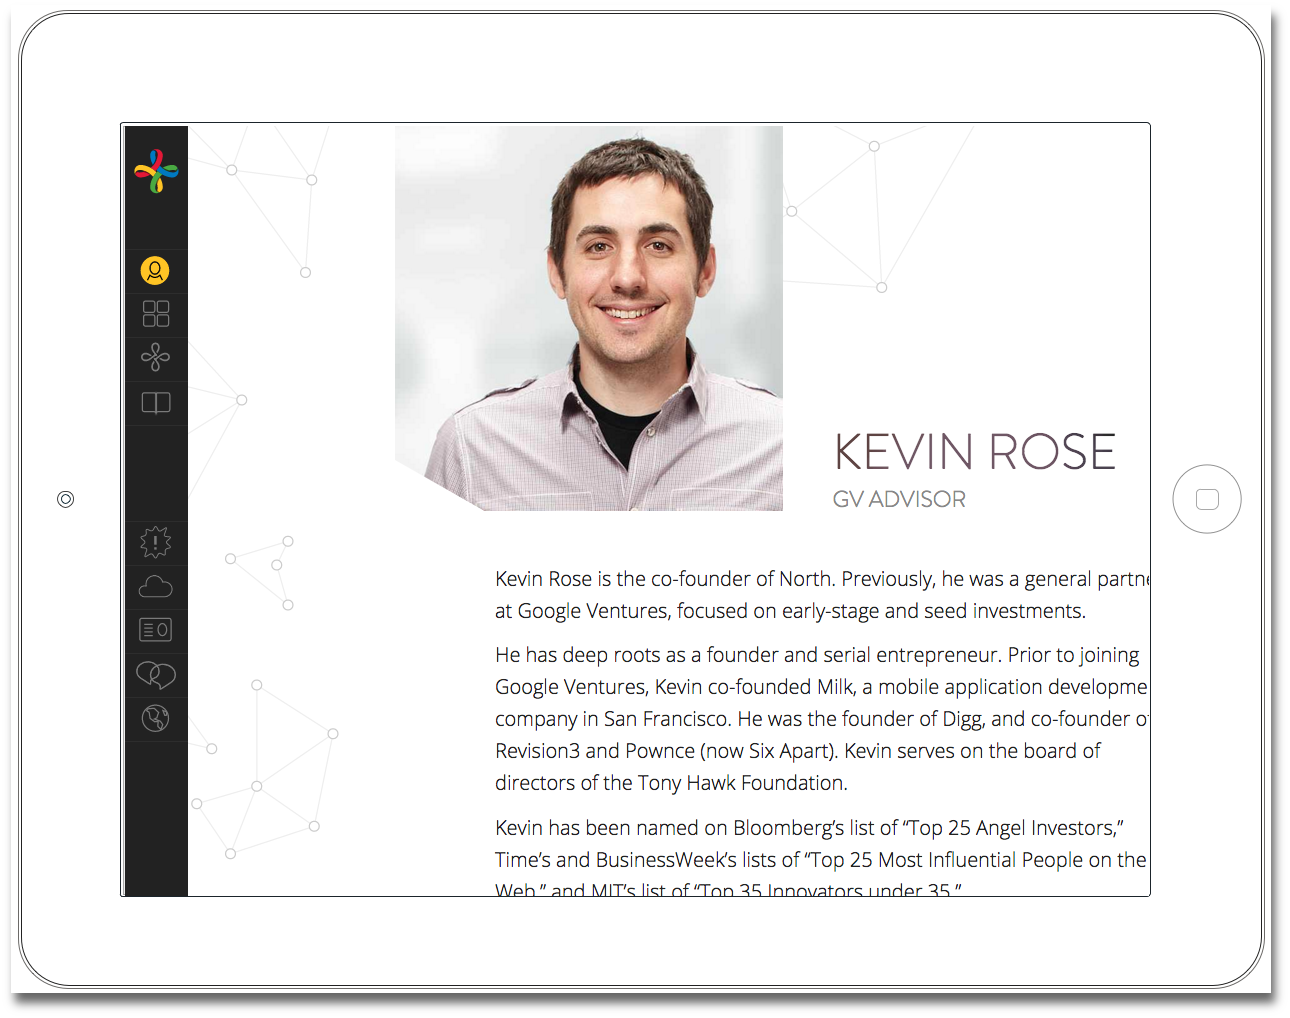 KEVIN ROSE
GV ADVISOR
Kevin Rose is the co-founder of North. Previously, he was a general partne
at Google Ventures, focused on early-stage and seed investments.
He has deep roots as a founder and serial entrepreneur. Prior to joining
Google Ventures, Kevin co-founded Milk, a mobile application developme
company in San Francisco. He was the founder of Digg, and co-founder of
Revision3 and Pownce (now Six Apart). Kevin serves on the board of
directors of the Tony Hawk Foundation.
Kevin has been named on Bloomberg’s list of “Top 25 Angel Investors,”
Time’s and BusinessWeek’s lists of “Top 25 Most Influential People on the
Web,” and MIT’s list of “Top 35 Innovators under 35.”